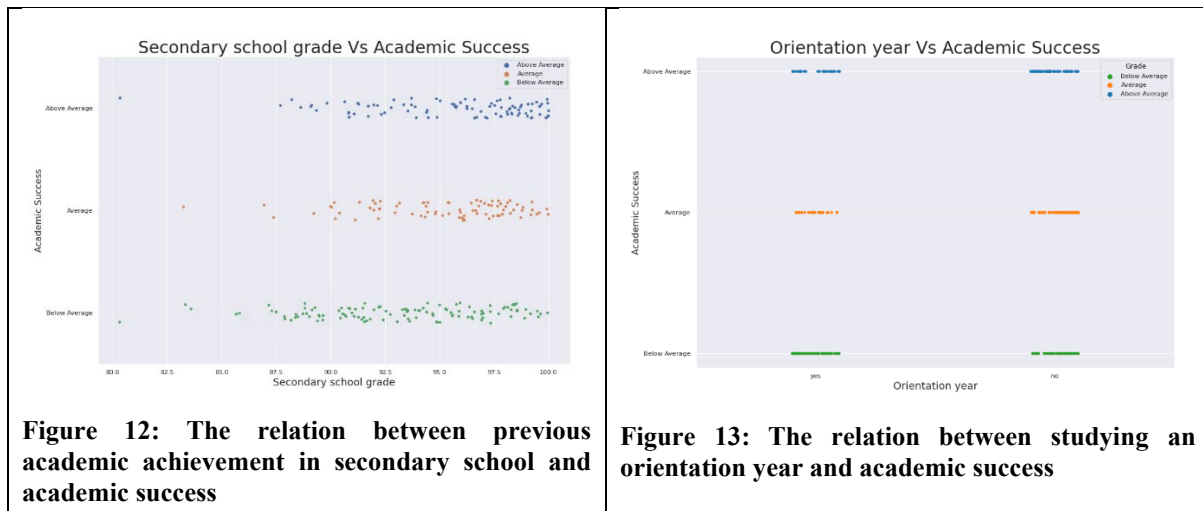 Secondary school grade Vs Academic Success
Above Average
Average
Below Average
Above Average
Average
Below Average
Academic Success
80.0 82.5 85.0 87.5 90.0 92.5 95.0 97.5 100.0
Secondary school grade
Figure 12: The relation between previous
academic achievement in secondary school and
academic success
Orientation year Vs Academic Success
Grade
Below Average
Average
Above Average
Above Average
Average
Below Average
Academic Success
yes no
Orientation year
Figure 13: The relation between studying an
orientation year and academic success